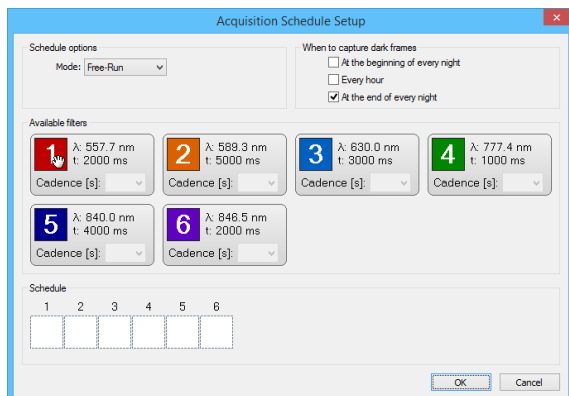 Acquisition Schedule Setup
Schedule options
Mode: Free-Run
When to capture dark frames
At the beginning of every night
Every hour
At the end of every night
Available filters
1 λ: 557.7 nm
t: 2000 ms
Cadence [s]:
2 λ: 589.3 nm
t: 5000 ms
Cadence [s]:
3 λ: 630.0 nm
t: 3000 ms
Cadence [s]:
4 λ: 777.4 nm
t: 1000 ms
Cadence [s]:
5 λ: 840.0 nm
t: 4000 ms
Cadence [s]:
6 λ: 846.5 nm
t: 2000 ms
Cadence [s]:
Schedule
1 2 3 4 5 6
OK Cancel